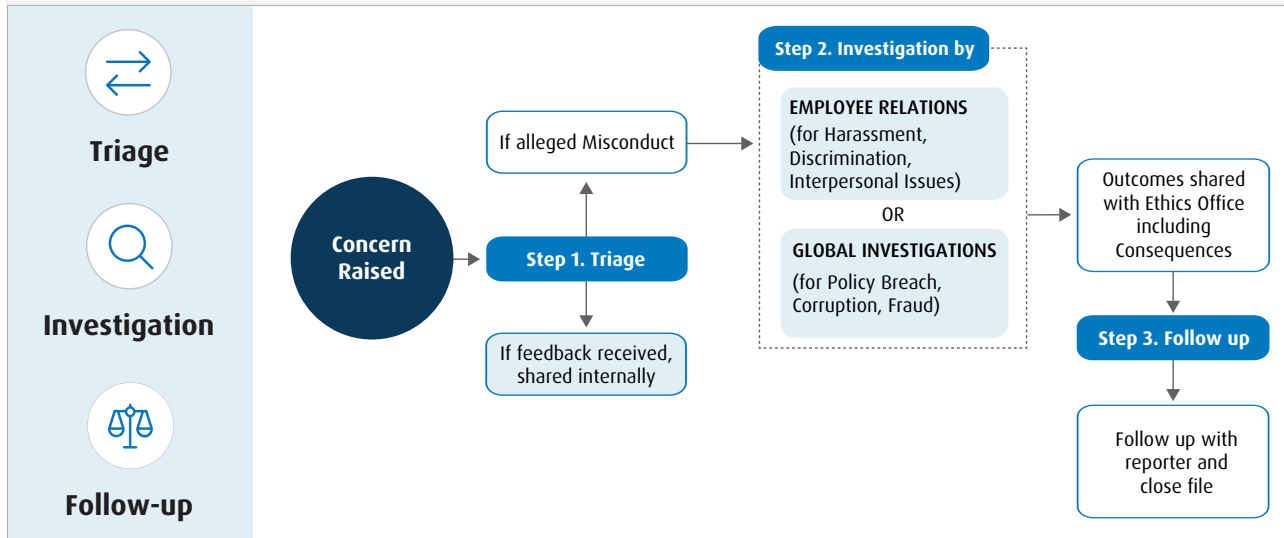 Triage
Investigation
Follow-up
Concern
Raised
If alleged Misconduct
Step 1. Triage
If feedback received,
shared internally
Step 2. Investigation by
EMPLOYEE RELATIONS
(for Harassment,
Discrimination,
Interpersonal Issues)
OR
GLOBAL INVESTIGATIONS
(for Policy Breach,
Corruption, Fraud)
Outcomes shared
with Ethics Office
including
Consequences
Step 3. Follow up
Follow up with
reporter and
close file